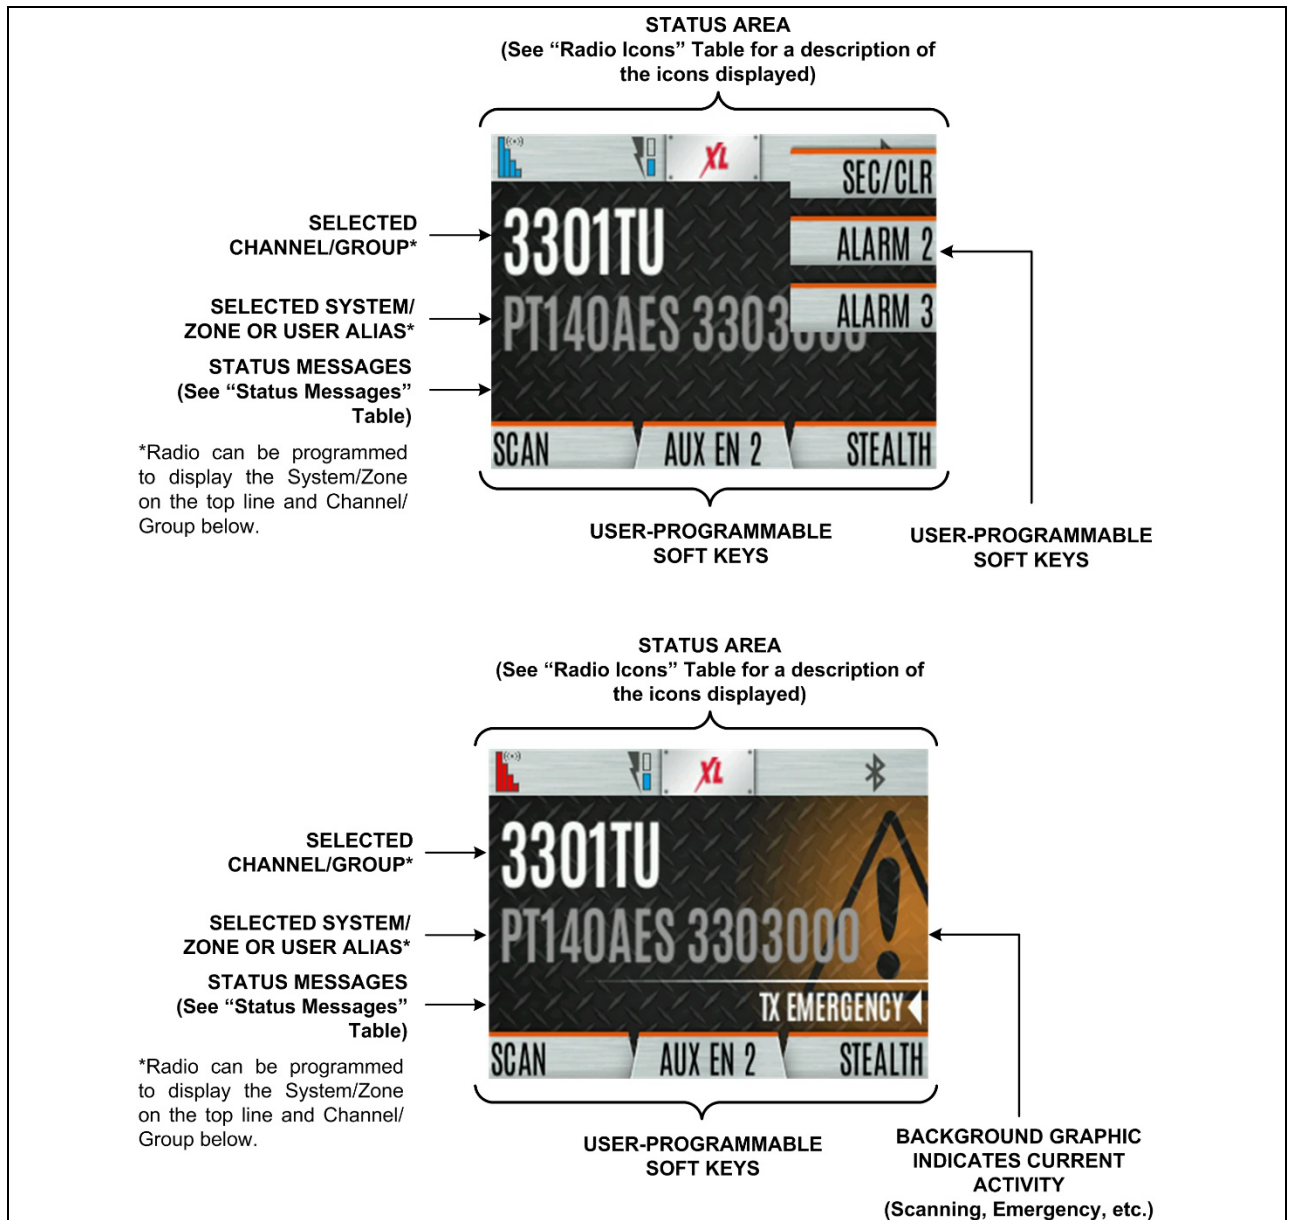 STATUS AREA
(See “Radio Icons” Table for a description of
the icons displayed)
XL
SEC/CLR
SELECTED
CHANNEL/GROUP*
3301TU
ALARM 2
SELECTED SYSTEM/
ZONE OR USER ALIAS*
PT140AES 3303000
ALARM 3
STATUS MESSAGES
(See “Status Messages”
Table)
*Radio can be programmed
to display the System/Zone
on the top line and Channel/
Group below.
SCAN AUX EN 2 STEALTH
USER-PROGRAMMABLE
SOFT KEYS
USER-PROGRAMMABLE
SOFT KEYS
STATUS AREA
(See “Radio Icons” Table for a description of
the icons displayed)
XL
SELECTED
CHANNEL/GROUP*
3301TU
SELECTED SYSTEM/
ZONE OR USER ALIAS*
PT140AES 3303000
STATUS MESSAGES
(See “Status Messages”
Table)
TX EMERGENCY
*Radio can be programmed
to display the System/Zone
on the top line and Channel/
Group below.
SCAN AUX EN 2 STEALTH
USER-PROGRAMMABLE
SOFT KEYS
BACKGROUND GRAPHIC
INDICATES CURRENT
ACTIVITY
(Scanning, Emergency, etc.)